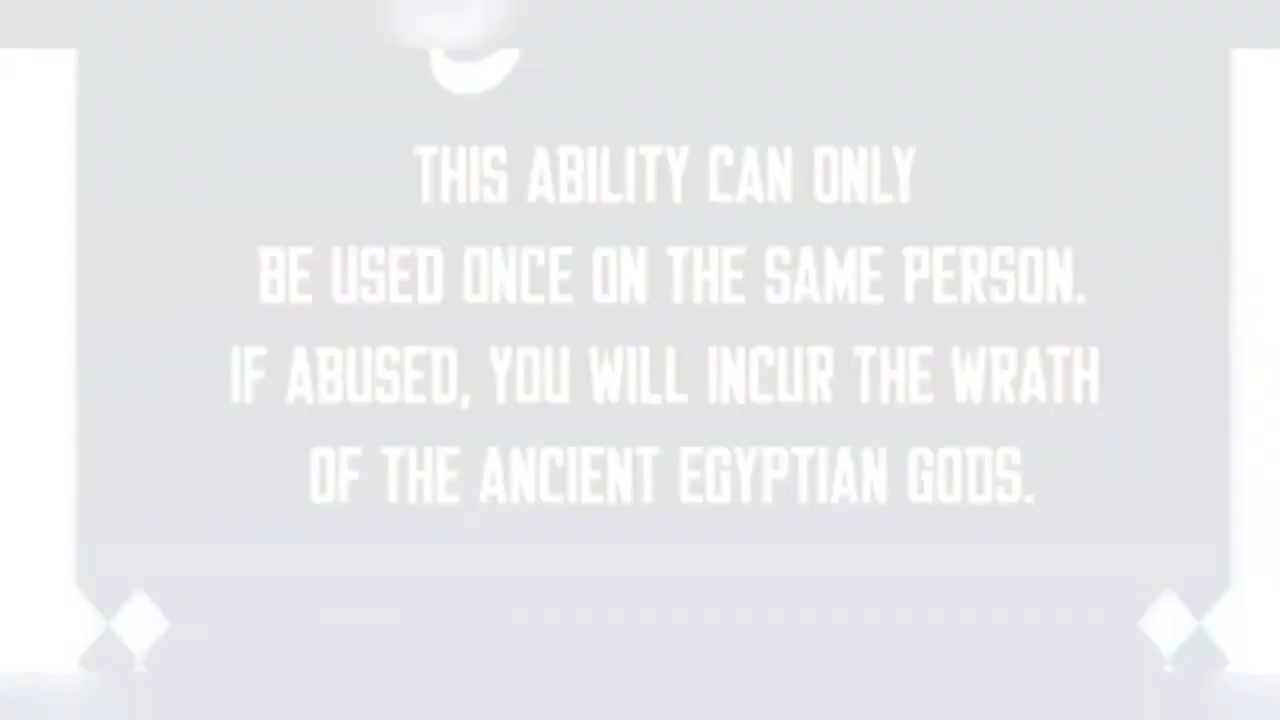 THIS ABILITY CAN ONLY
BE USED ONCE ON THE SAME PERSON.
IF ABUSED, YOU WILL INCUR THE WRATH
OF THE ANCIENT EGYPTIAN GODS.